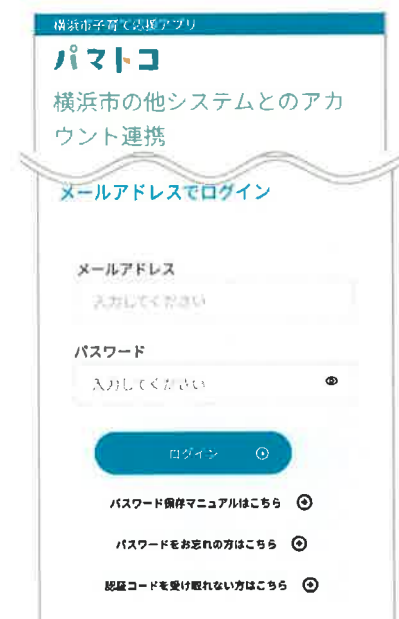 横浜市子育て応援アプリ
パマトコ
横浜市の他システムとのアカ
ウント連携
メールアドレスでログイン
メールアドレス
入力してください
パスワード
入力してください
ログイン
パスワード保存マニュアルはこちら
パスワードをお忘れの方はこちら
認証コードを受け取れない方はこちら